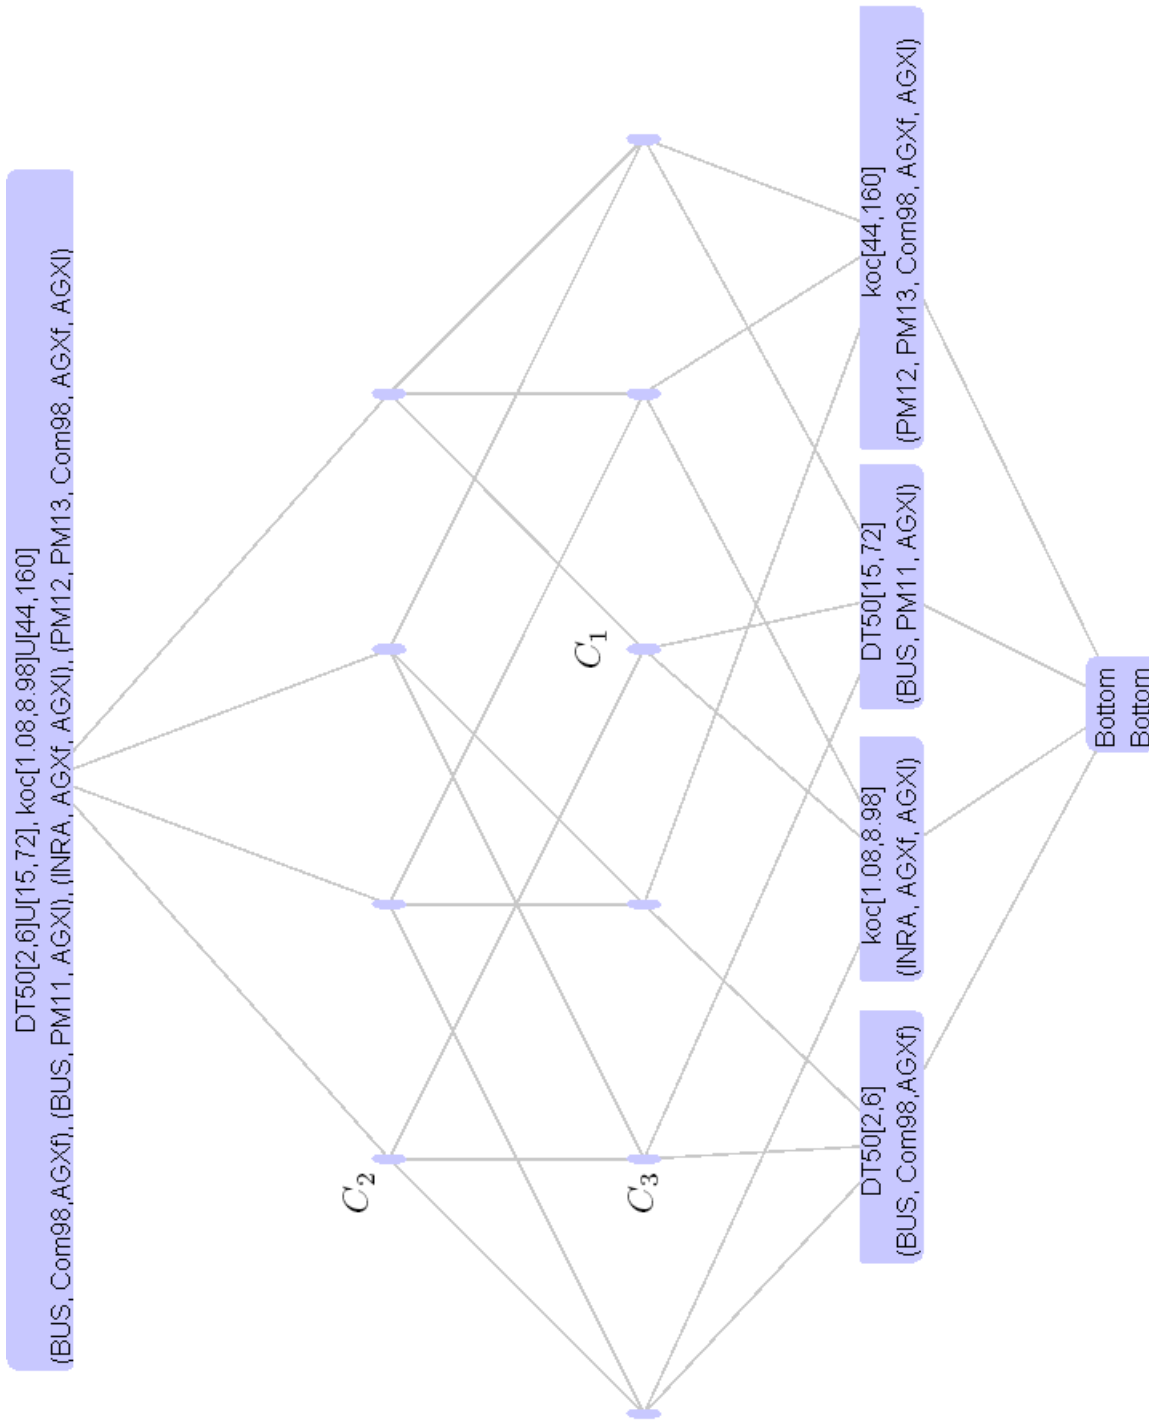 DT50[2,6]U[15,72], koc[1.08,8.98]U[44,160]
(BUS, Com98,AGXf), (BUS, PM11, AGXl), (INRA, AGXf, AGXl), (PM12, PM13, Com98, AGXf, AGXl)
C2
C3
C1
DT50[2,6]
(BUS, Com98,AGXf)
koc[1.08,8.98]
(INRA, AGXf, AGXl)
DT50[15,72]
(BUS, PM11, AGXl)
koc[44,160]
(PM12, PM13, Com98, AGXf, AGXl)
Bottom
Bottom